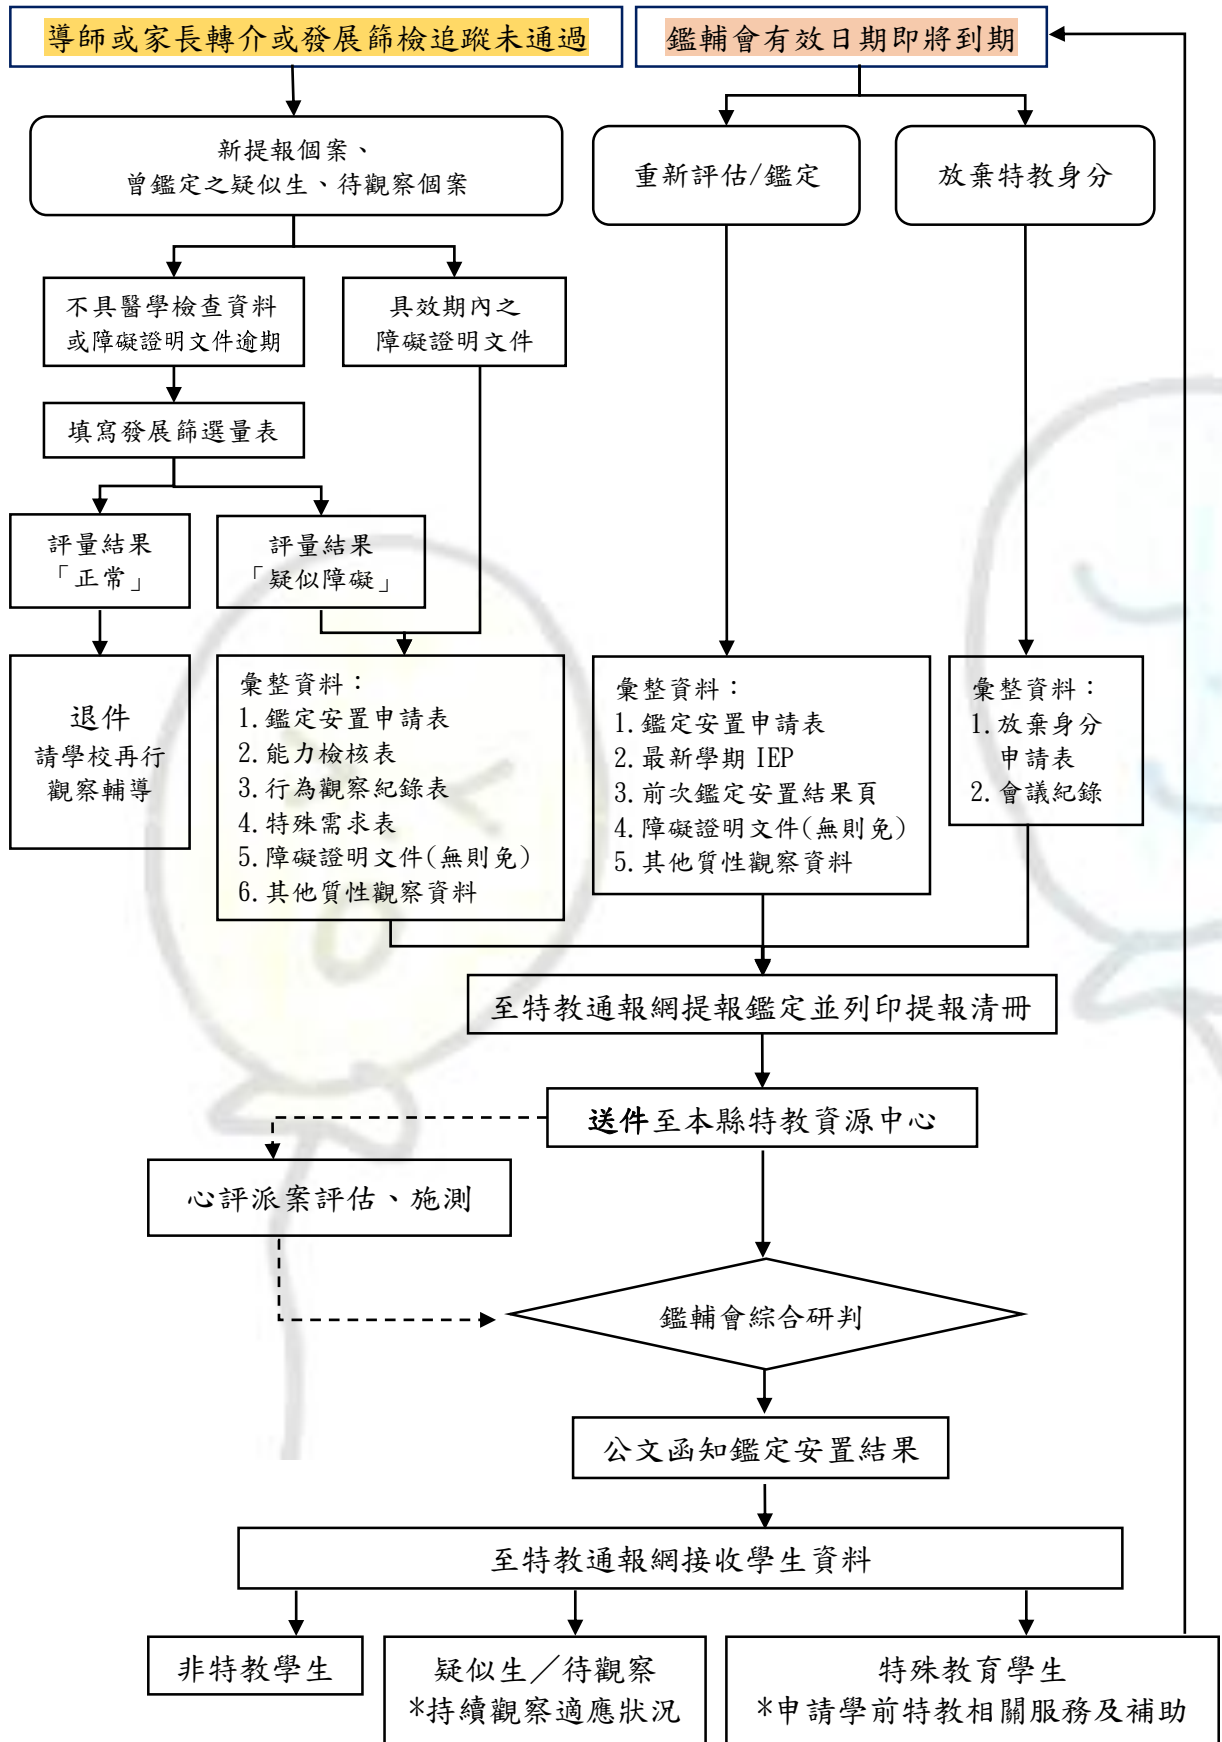 導師或家長轉介或發展篩檢追蹤未通過
鑑輔會有效日期即將到期
新提報個案、
曾鑑定之疑似生、待觀察個案
重新評估/鑑定
放棄特教身分
不具醫學檢查資料
或障礙證明文件逾期
具效期內之
障礙證明文件
填寫發展篩選量表
評量結果
「正常」
評量結果
「疑似障礙」
退件
請學校再行
觀察輔導
彙整資料：
1.鑑定安置申請表
2.能力檢核表
3.行為觀察紀錄表
4.特殊需求表
5.障礙證明文件(無則免)
6.其他質性觀察資料
彙整資料：
1.鑑定安置申請表
2.最新學期 IEP
3.前次鑑定安置結果頁
4.障礙證明文件(無則免)
5.其他質性觀察資料
彙整資料：
1.放棄身分
申請表
2.會議紀錄
至特教通報網提報鑑定並列印提報清冊
送件至本縣特教資源中心
心評派案評估、施測
鑑輔會綜合研判
公文函知鑑定安置結果
至特教通報網接收學生資料
非特教學生
疑似生／待觀察
*持續觀察適應狀況
特殊教育學生
*申請學前特教相關服務及補助